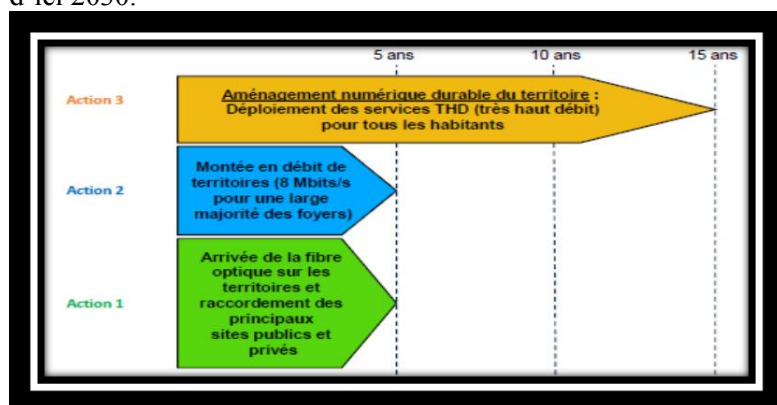 5 ans 10 ans 15 ans
Action 3
Aménagement numérique durable du territoire :
Déploiement des services THD (très haut débit)
pour tous les habitants
Action 2
Montée en débit de
territoires (8 Mbits/s
pour une large
majorité des foyers)
Action 1
Arrivée de la fibre
optique sur les
territoires et
raccordement des
principaux
sites publics et
privés